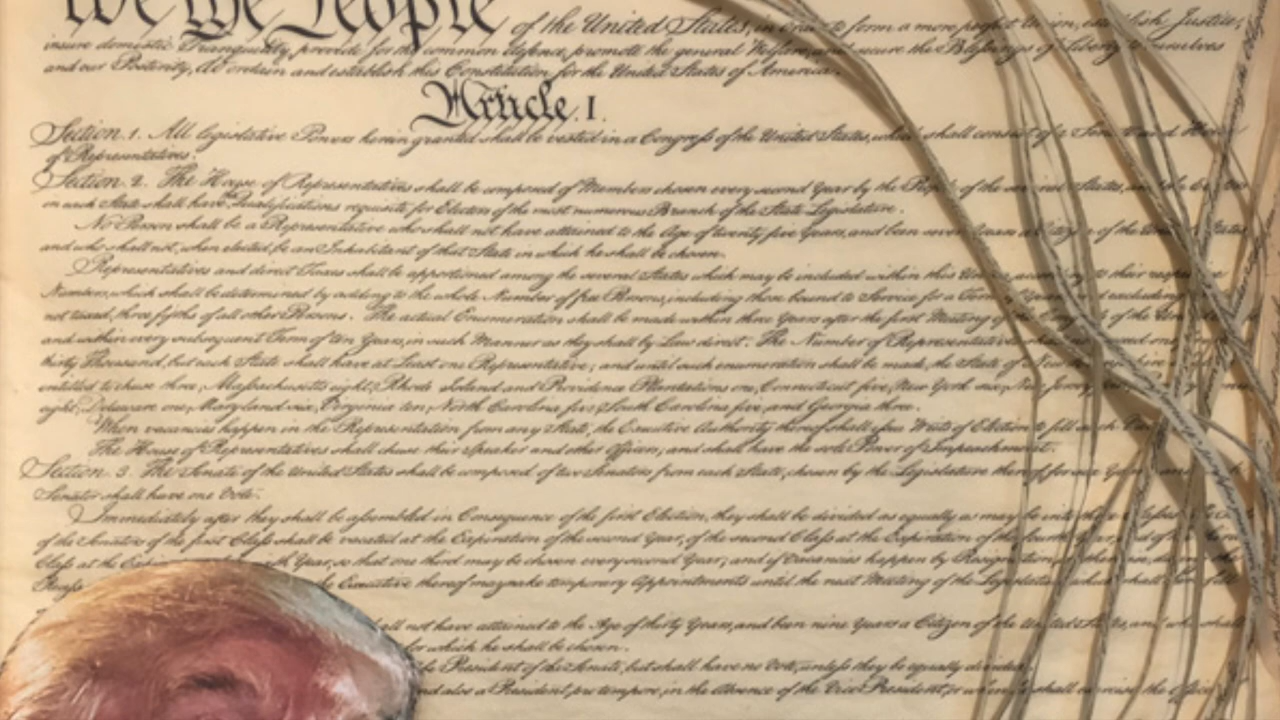 We the People of the United States, in order to form a more perfect Union, establish Justice,
insure domestic Tranquility, provide for the common defence, promote the general Welfare, and secure the Blessings of Liberty to ourselves
and our Posterity, do ordain and establish this Constitution for the United States of America.
Article. I.
Section. 1. All legislative Powers herein granted shall be vested in a Congress of the United States, which shall consist of a Senate and House
of Representatives.
Section. 2. The House of Representatives shall be composed of Members chosen every second Year by the People of the several States, and the
in each State shall have Qualifications requisite for Electors of the most numerous Branch of the State Legislature.
No Person shall be a Representative who shall not have attained to the Age of twenty five Years, and been seven Years a Citizen of the United States,
and who shall not, when elected, be an Inhabitant of that State in which he shall be chosen.
Representatives and direct Taxes shall be apportioned among the several States which may be included within this Union, according to their respective
Numbers, which shall be determined by adding to the whole Number of free Persons, including those bound to Service for a Term of Years, and excluding
not taxed, three fifths of all other Persons. The actual Enumeration shall be made within three Years after the first Meeting of the Congress of the United
and within every subsequent Term of ten Years, in such Manner as they shall by Law direct. The Number of Representatives shall
thirty Thousand, but each State shall have at Least one Representative; and until such enumeration shall be made, the State of New
entitled to chuse three, Massachusetts eight, Rhode Island and Providence Plantations one, Connecticut five, New York six, New Jersey
eight, Delaware one, Maryland six, Virginia ten, North Carolina five, South Carolina five, and Georgia three.
When vacancies happen in the Representation from any State, the Executive Authority thereof shall issue Writs of Election to fill such
The House of Representatives shall chuse their Speaker and other Officers; and shall have the sole Power of Impeachment.
Section. 3. The Senate of the United States shall be composed of two Senators from each State, chosen by the Legislature thereof for six Years; and
Senator shall have one Vote.
Immediately after they shall be assembled in Consequence of the first Election, they shall be divided as equally as may be into three Classes.
of the Senators of the first Class shall be vacated at the Expiration of the second Year, of the second Class at the Expiration of the fourth Year, and of the
Class at the Year, so that one third may be chosen every second Year; and if Vacancies happen by Resignation, or otherwise,
Recess the Executive thereof may make temporary Appointments until the next Meeting of the Legislature, which shall
shall not have attained to the Age of thirty Years, and been nine Years a Citizen of the United States, and who shall
for which he shall be chosen.
President of the Senate, but shall have no Vote, unless they be equally divided.
and also a President pro tempore, in the Absence of the Vice President, or when he shall exercise the Office